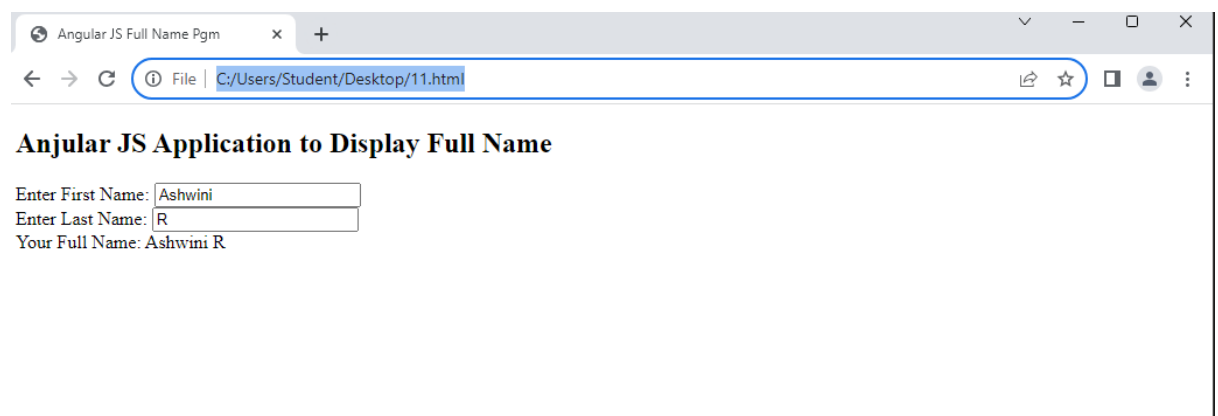 Angular JS Full Name Pgm
File C:/Users/Student/Desktop/11.html
Anjular JS Application to Display Full Name
Enter First Name: Ashwini
Enter Last Name: R
Your Full Name: Ashwini R